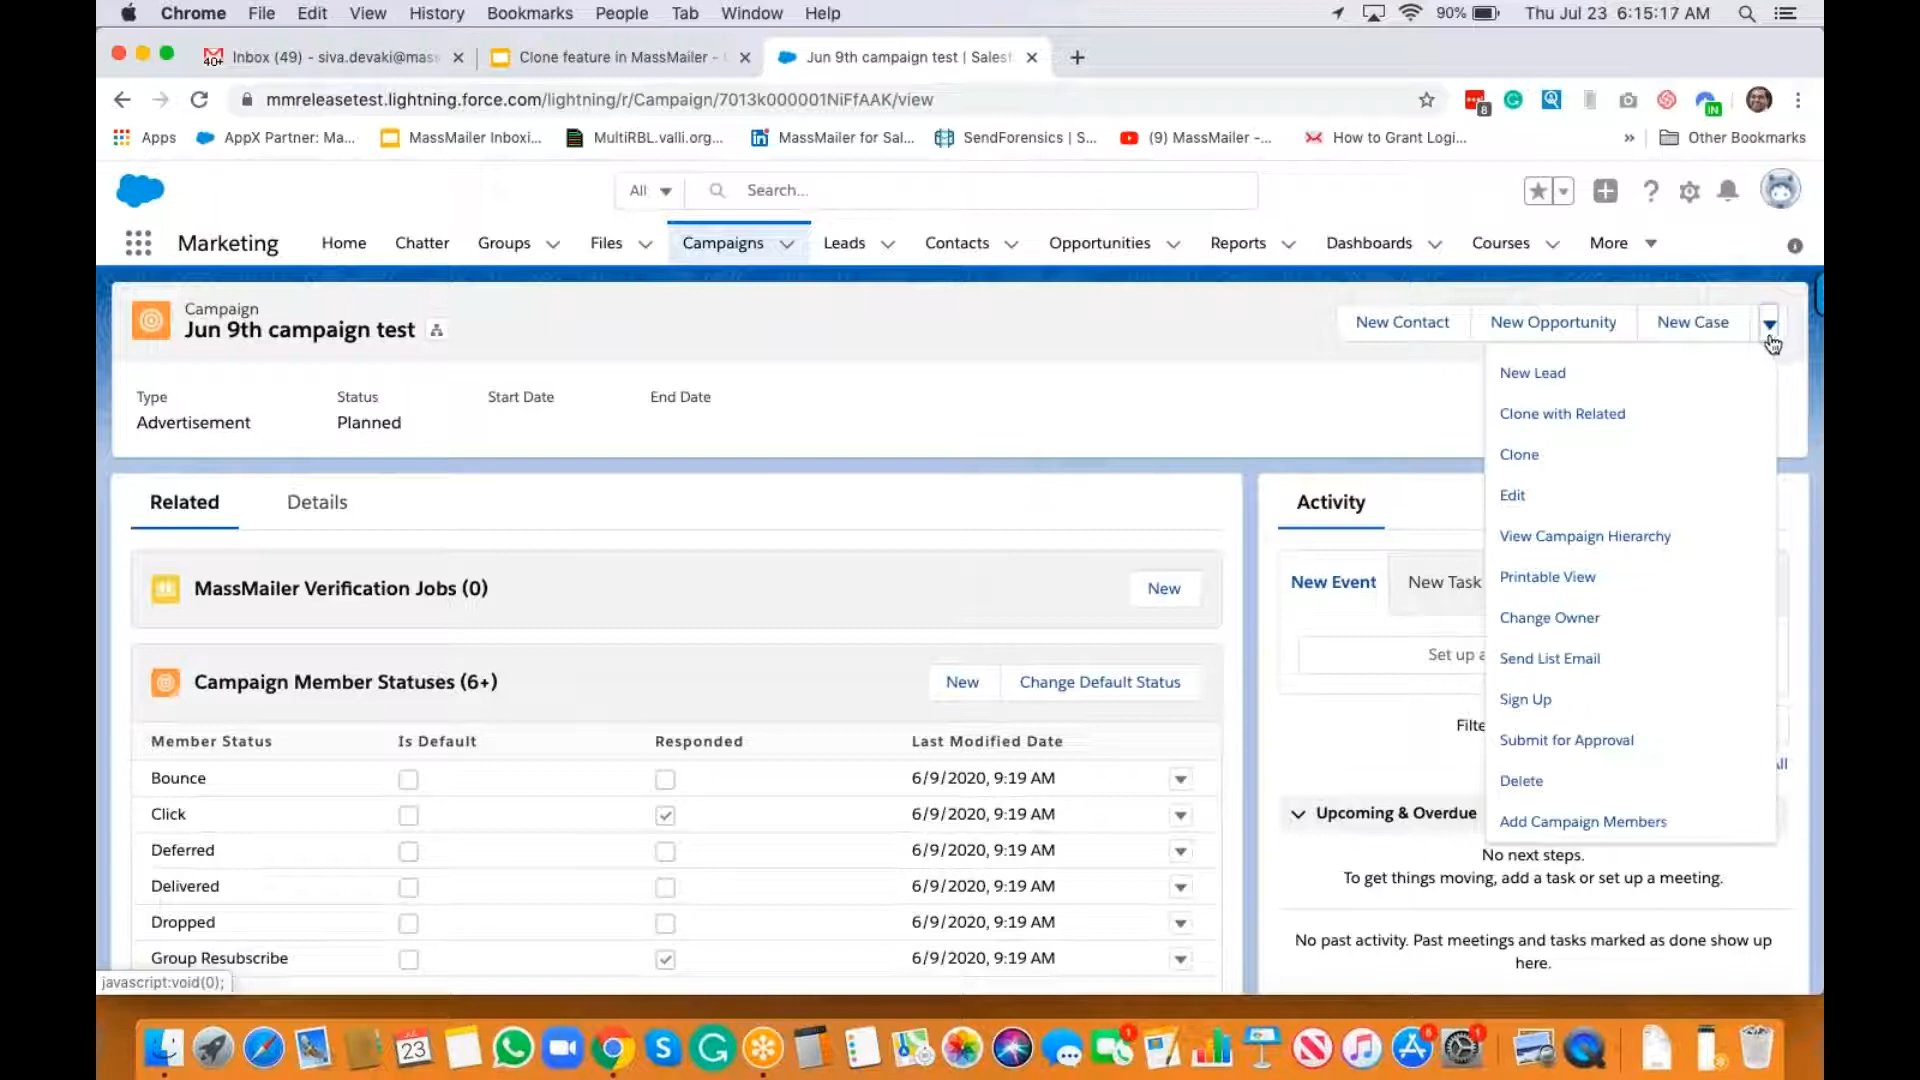 Chrome File Edit View History Bookmarks People Tab Window Help 90% Thu Jul 23 6:15:17 AM
40+ Inbox (49) - siva.devaki@mas Clone feature in MassMailer - Jun 9th campaign test | Salesf
mmreleasetest.lightning.force.com/lightning/r/Campaign/7013k000001NiFfAAK/view 8 IN
Apps AppX Partner: Ma... MassMailer Inboxi... MultiRBL.valli.org... MassMailer for Sal... SendForensics | S... (9) MassMailer -... How to Grant Logi... » Other Bookmarks
All Search...
Marketing Home Chatter Groups Files Campaigns Leads Contacts Opportunities Reports Dashboards Courses More
Campaign
Jun 9th campaign test
New Contact New Opportunity New Case
Type Status Start Date End Date
Advertisement Planned
New Lead
Clone with Related
Clone
Edit
View Campaign Hierarchy
Printable View
Change Owner
Send List Email
Sign Up
Submit for Approval
Delete
Add Campaign Members
Related Details
MassMailer Verification Jobs (0) New
Campaign Member Statuses (6+) New Change Default Status
Member Status Is Default Responded Last Modified Date
Bounce 6/9/2020, 9:19 AM
Click 6/9/2020, 9:19 AM
Deferred 6/9/2020, 9:19 AM
Delivered 6/9/2020, 9:19 AM
Dropped 6/9/2020, 9:19 AM
Group Resubscribe 6/9/2020, 9:19 AM
Activity
New Event New Task
Set up a
Filte
Upcoming & Overdue
No next steps.
To get things moving, add a task or set up a meeting.
No past activity. Past meetings and tasks marked as done show up
here.
javascript:void(0);
23 1 6 1